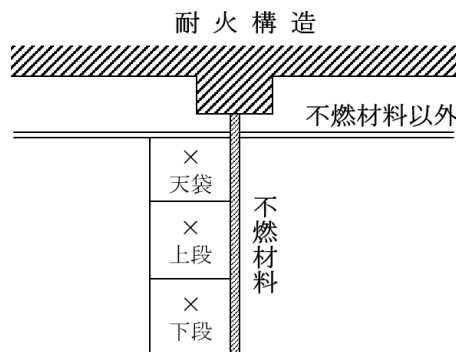 耐火構造
不燃材料以外
×
天袋
×
上段
×
下段
不燃材料